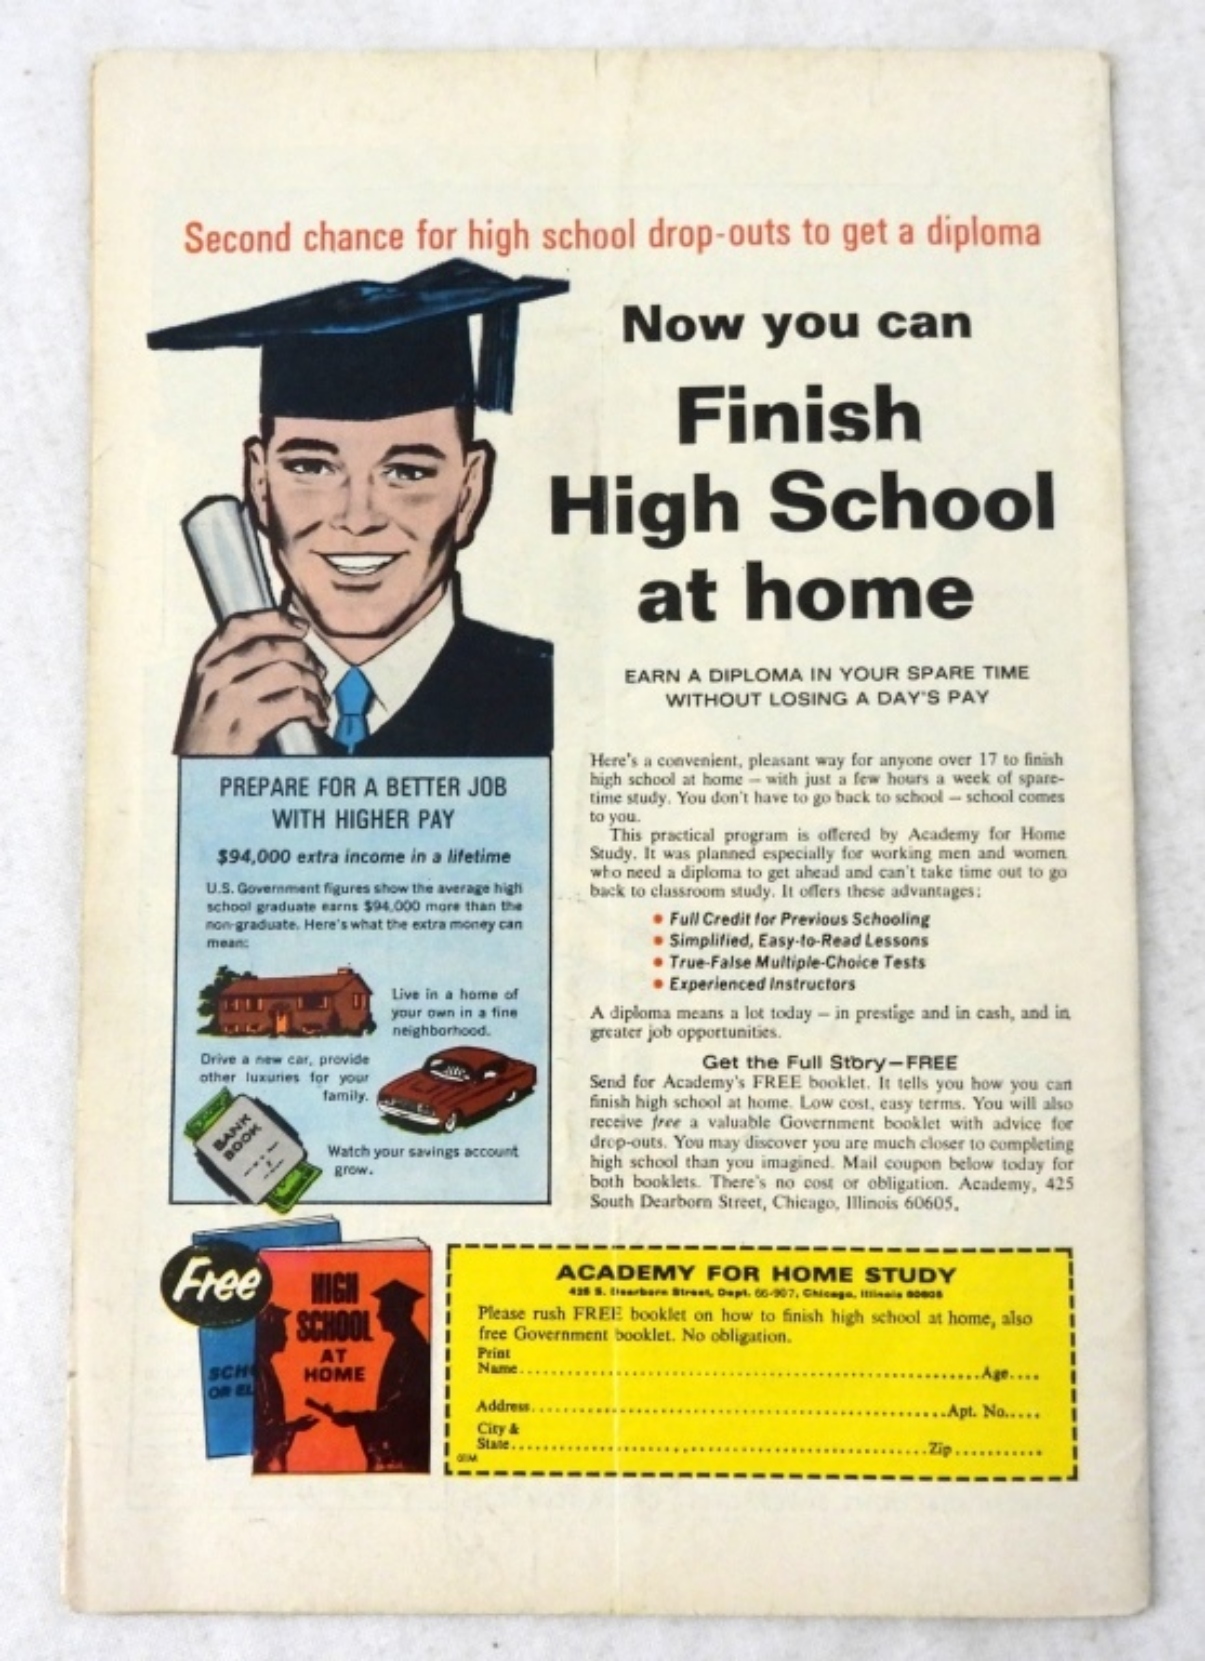 Second chance for high school drop-outs to get a diploma
Now you can
Finish
High School
at home
EARN A DIPLOMA IN YOUR SPARE TIME
WITHOUT LOSING A DAY'S PAY
PREPARE FOR A BETTER JOB
WITH HIGHER PAY
$94,000 extra income in a lifetime
U.S. Government figures show the average high
school graduate earns $94,000 more than the
non-graduate. Here's what the extra money can
mean:
Live in a home of
your own in a fine
neighborhood.
Drive a new car, provide
other luxuries for your
family.
BANK
BOOK
Watch your savings account
grow.
Here's a convenient, pleasant way for anyone over 17 to finish
high school at home — with just a few hours a week of spare-
time study. You don't have to go back to school — school comes
to you.
This practical program is offered by Academy for Home
Study. It was planned especially for working men and women
who need a diploma to get ahead and can't take time out to go
back to classroom study. It offers these advantages:
• Full Credit for Previous Schooling
• Simplified, Easy-to-Read Lessons
• True-False Multiple-Choice Tests
• Experienced Instructors
A diploma means a lot today — in prestige and in cash, and in
greater job opportunities.
Get the Full Story—FREE
Send for Academy's FREE booklet. It tells you how you can
finish high school at home. Low cost, easy terms. You will also
receive free a valuable Government booklet with advice for
drop-outs. You may discover you are much closer to completing
high school than you imagined. Mail coupon below today for
both booklets. There's no cost or obligation. Academy, 425
South Dearborn Street, Chicago, Illinois 60605.
Free
HIGH
SCHOOL
AT
HOME
SCHO
OR EL
ACADEMY FOR HOME STUDY
425 S. Dearborn Street, Dept. 66-907, Chicago, Illinois 60605
Please rush FREE booklet on how to finish high school at home, also
free Government booklet. No obligation.
Print
Name..........Age....
Address..........Apt. No.....
City &
State..........Zip..........